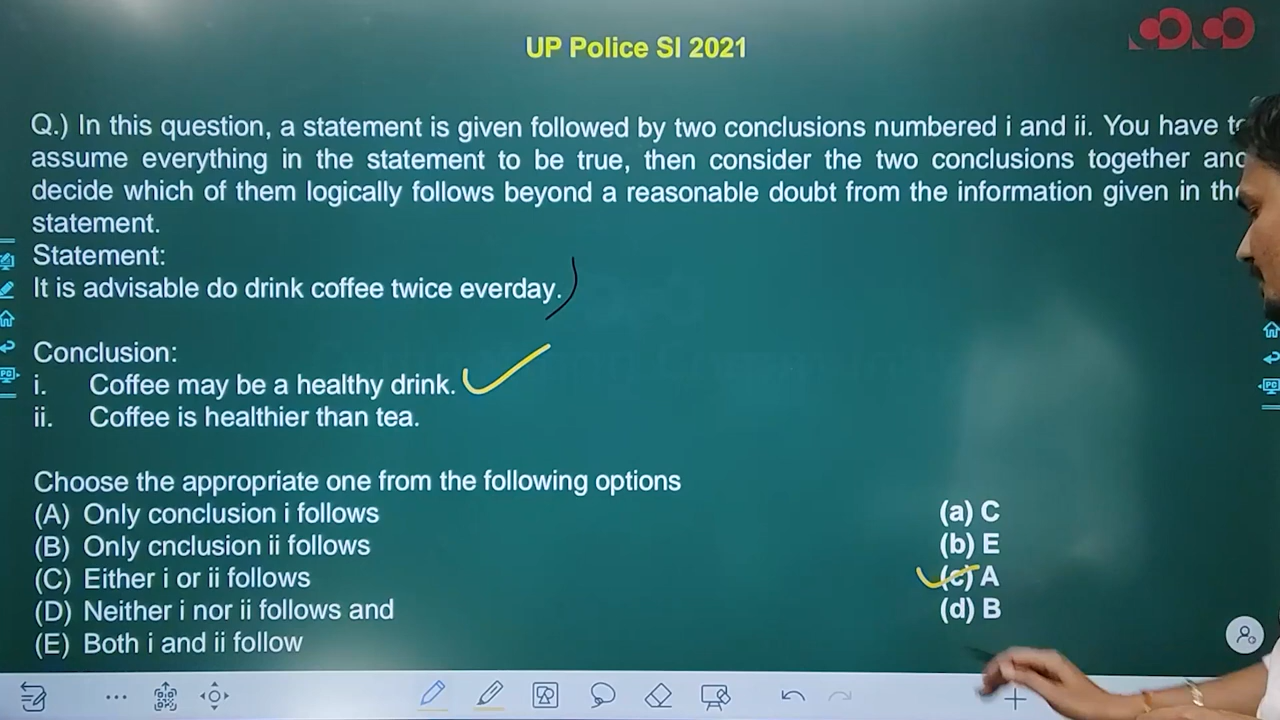 UP Police SI 2021
Q.) In this question, a statement is given followed by two conclusions numbered i and ii. You have to
assume everything in the statement to be true, then consider the two conclusions together and
decide which of them logically follows beyond a reasonable doubt from the information given in the
statement.
Statement:
It is advisable do drink coffee twice everday.
Conclusion:
i. Coffee may be a healthy drink.
ii. Coffee is healthier than tea.
Choose the appropriate one from the following options
(A) Only conclusion i follows
(a) C
(B) Only cnclusion ii follows
(b) E
(C) Either i or ii follows
(c) A
(D) Neither i nor ii follows and
(d) B
(E) Both i and ii follow